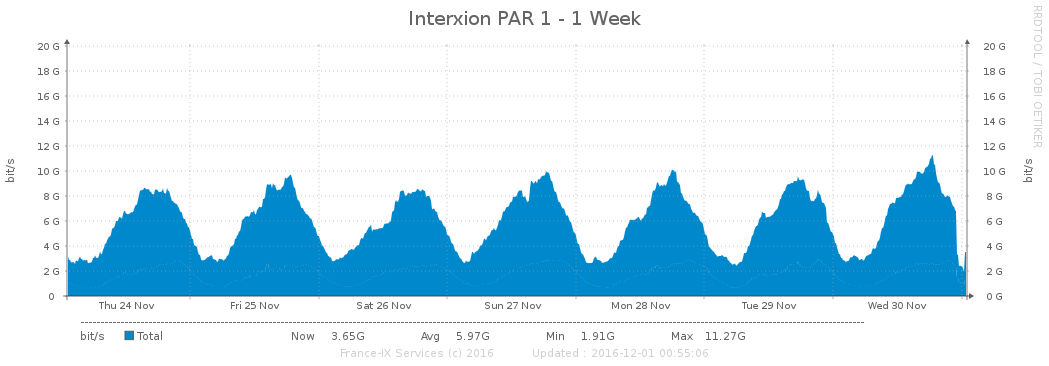 Interxion PAR 1 - 1 Week
RRDTOOL / TOBI OETIKER
bit/s
bit/s
20 G 20 G
18 G 18 G
16 G 16 G
14 G 14 G
12 G 12 G
10 G 10 G
8 G 8 G
6 G 6 G
4 G 4 G
2 G 2 G
0 0 G
Thu 24 Nov Fri 25 Nov Sat 26 Nov Sun 27 Nov Mon 28 Nov Tue 29 Nov Wed 30 Nov
bit/s Total Now 3.65G Avg 5.97G Min 1.91G Max 11.27G
France-IX Services (c) 2016 Updated : 2016-12-01 00:55:06